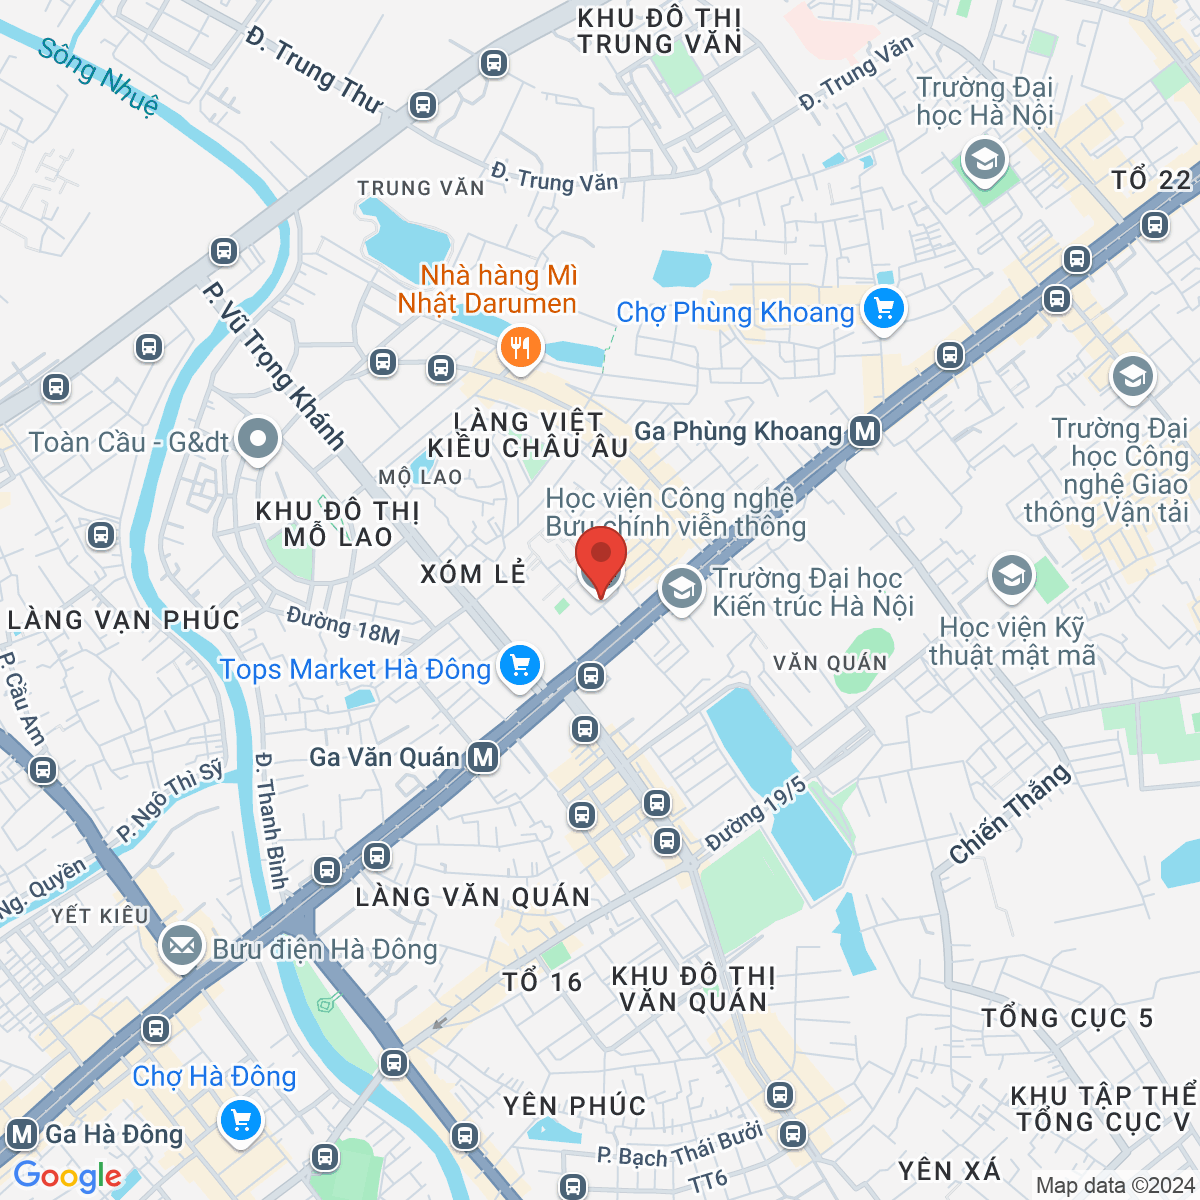 KHU ĐÔ THỊ
TRUNG VĂN
Đ. Trung Thư
Sông Nhuệ
Đ. Trung Văn
Trường Đại
học Hà Nội
Đ. Trung Văn
TRUNG VĂN
TỔ 22
Nhà hàng Mì
Nhật Darumen
P. Vũ Trọng Khánh
Chợ Phùng Khoang
LÀNG VIỆT
KIỀU CHÂU ÂU
Ga Phùng Khoang
M
Toàn Cầu - G&dt
Trường Đại
học Công
nghệ Giao
thông Vận tải
MỘ LAO
KHU ĐÔ THỊ
MỖ LAO
Học viện Công nghệ
Bưu chính viễn thông
XÓM LẺ
Trường Đại học
Kiến trúc Hà Nội
LÀNG VẠN PHÚC
Đường 18M
Học viện Kỹ
thuật mật mã
Tops Market Hà Đông
VĂN QUÁN
P. Cầu Am
Ga Văn Quán
M
P. Ngô Thì Sỹ
Đ. Thanh Bình
Đường 19/5
Chiến Thắng
Ng. Quyền
LÀNG VĂN QUÁN
YẾT KIÊU
Bưu điện Hà Đông
TỔ 16
KHU ĐÔ THỊ
VĂN QUÁN
TỔNG CỤC 5
Chợ Hà Đông
YÊN PHÚC
KHU TẬP THỂ
TỔNG CỤC V
M
Ga Hà Đông
P. Bạch Thái Bưởi
TT6
YÊN XÁ
Google
Map data ©2024